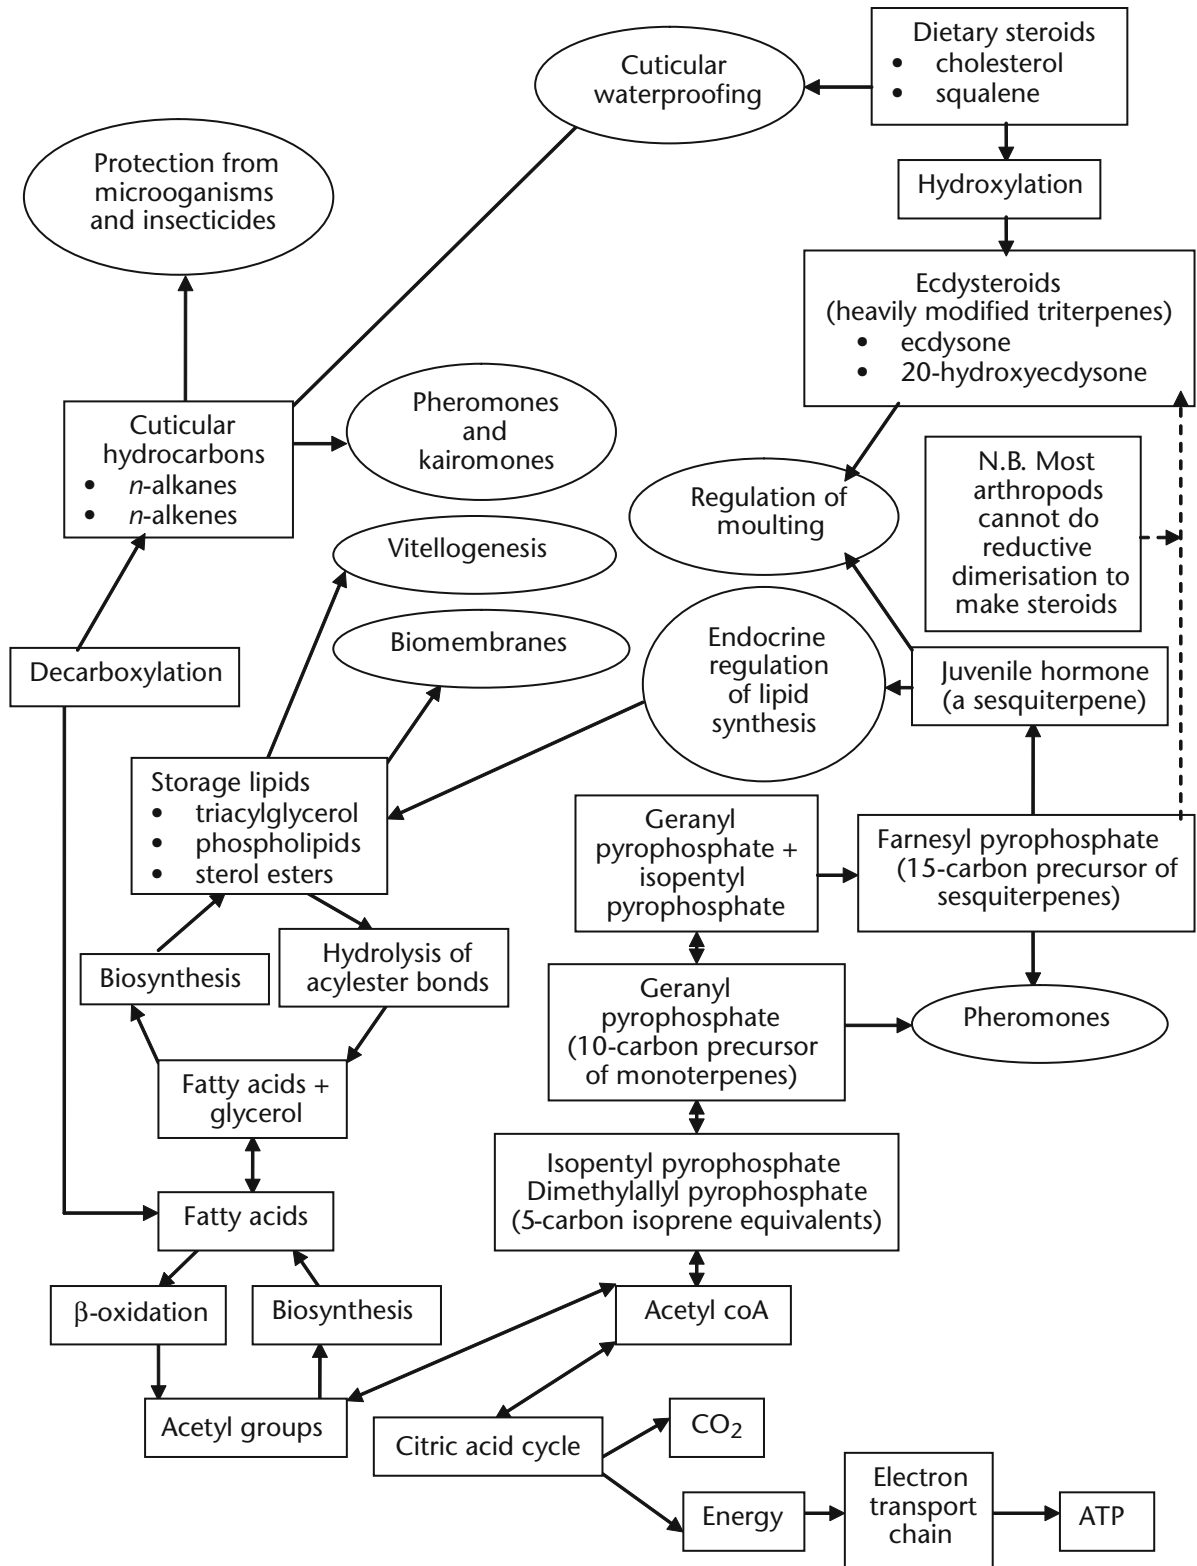 Dietary steroids
• cholesterol
• squalene
Cuticular
waterproofing
Protection from
microoganisms
and insecticides
Hydroxylation
Ecdysteroids
(heavily modified triterpenes)
• ecdysone
• 20-hydroxyecdysone
Cuticular
hydrocarbons
• n-alkanes
• n-alkenes
Pheromones
and
kairomones
Regulation of
moulting
N.B. Most
arthropods
cannot do
reductive
dimerisation to
make steroids
Vitellogenesis
Biomembranes
Decarboxylation
Endocrine
regulation
of lipid
synthesis
Juvenile hormone
(a sesquiterpene)
Storage lipids
• triacylglycerol
• phospholipids
• sterol esters
Geranyl
pyrophosphate +
isopentyl
pyrophosphate
Farnesyl pyrophosphate
(15-carbon precursor of
sesquiterpenes)
Biosynthesis
Hydrolysis of
acylester bonds
Geranyl
pyrophosphate
(10-carbon precursor
of monoterpenes)
Pheromones
Fatty acids +
glycerol
Isopentyl pyrophosphate
Dimethylallyl pyrophosphate
(5-carbon isoprene equivalents)
Fatty acids
β-oxidation
Biosynthesis
Acetyl coA
Acetyl groups
Citric acid cycle
CO2
Energy
Electron
transport
chain
ATP